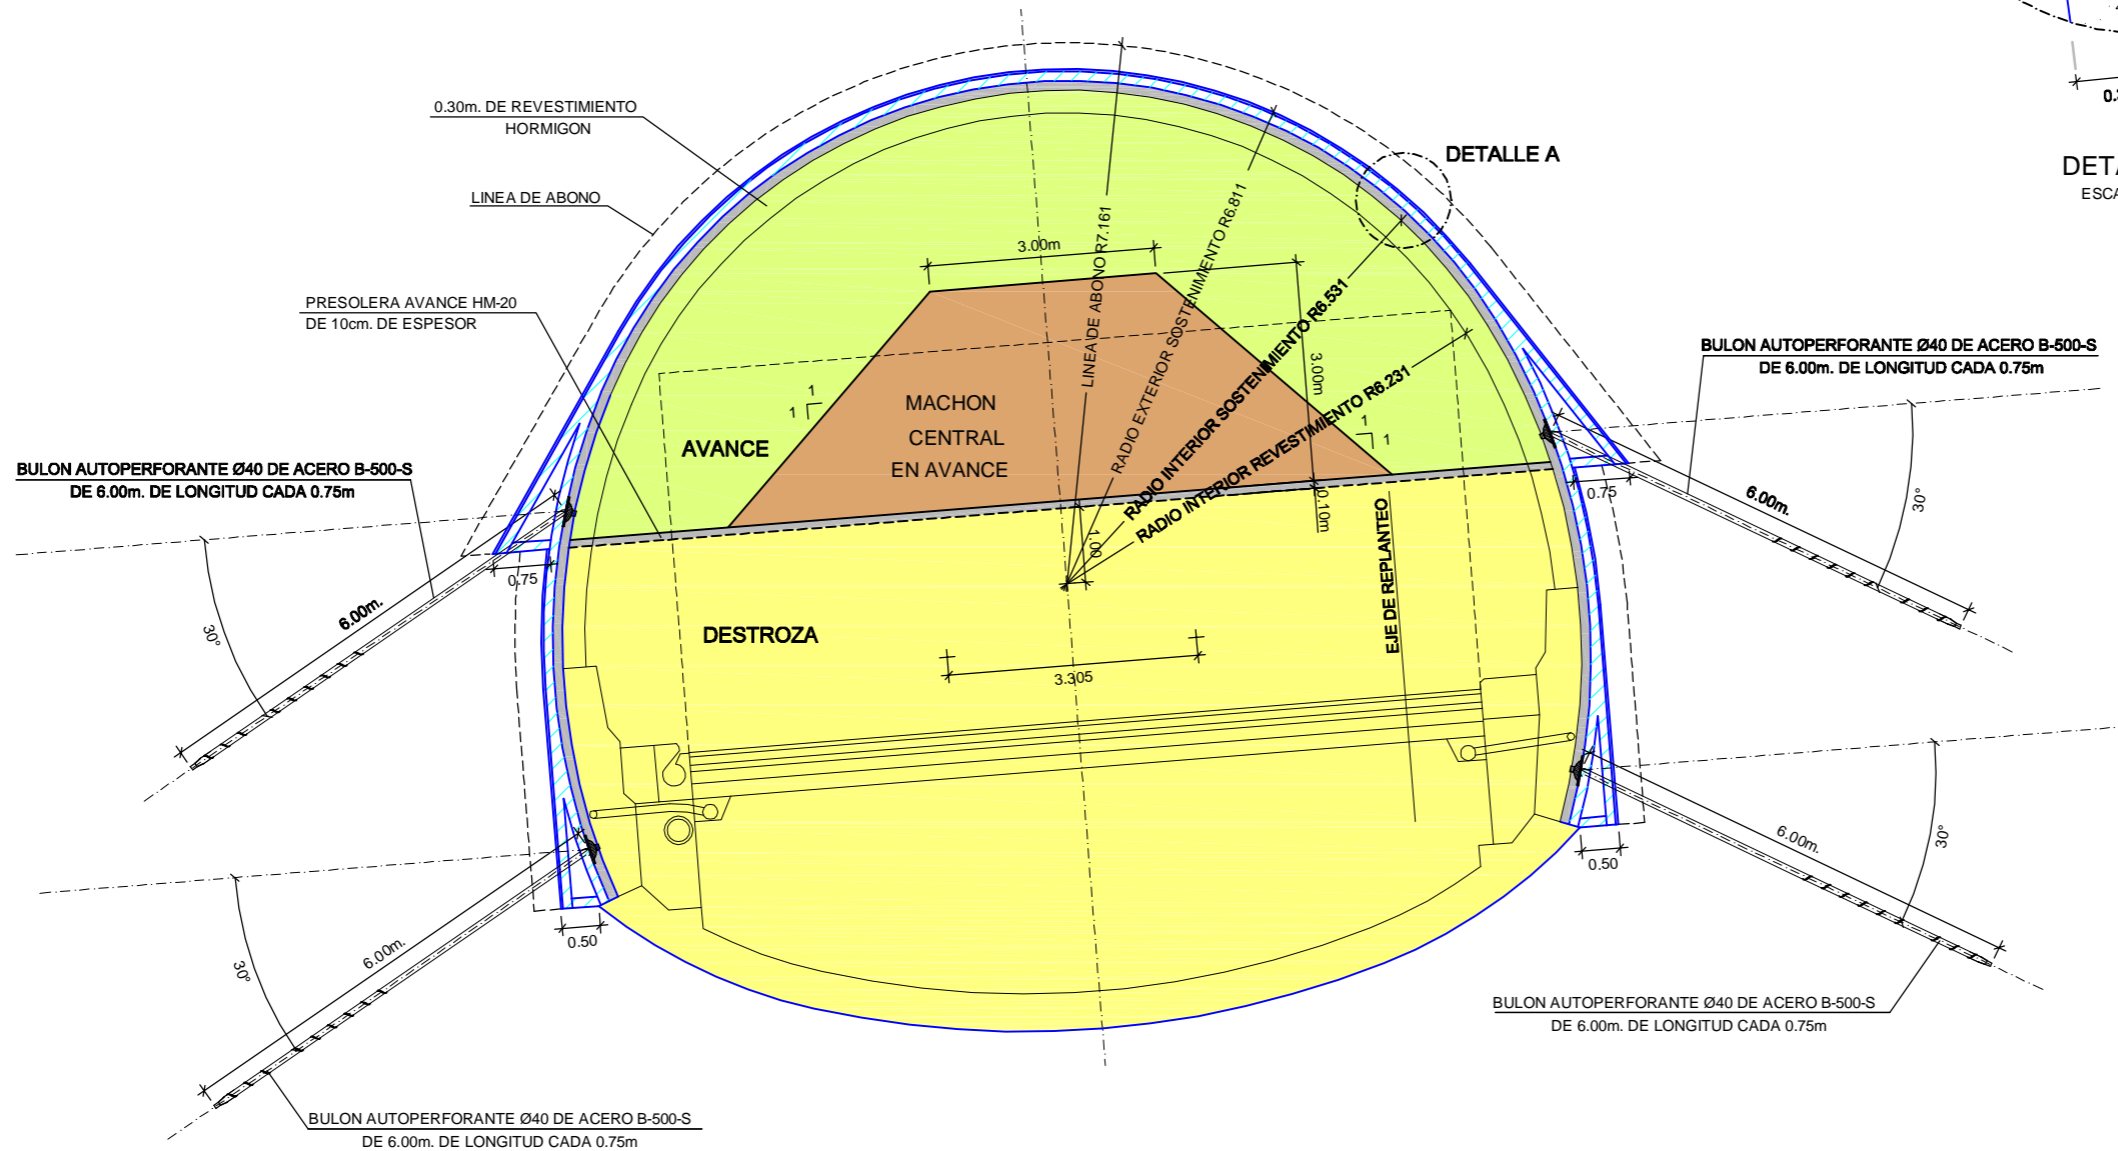 0.30m. DE REVESTIMIENTO
HORMIGON
LINEA DE ABONO
PRESOLERA AVANCE HM-20
DE 10cm. DE ESPESOR
BULON AUTOPERFORANTE Ø40 DE ACERO B-500-S
DE 6.00m. DE LONGITUD CADA 0.75m
DETALLE A
3.00m
LINEA DE ABONO R7.161
RADIO EXTERIOR SOSTENIMIENTO R6.811
RADIO INTERIOR SOSTENIMIENTO R6.531
RADIO INTERIOR REVESTIMIENTO R6.231
3.00m
0.10m
1
1
1
1
MACHON
CENTRAL
EN AVANCE
AVANCE
DESTROZA
1.00
3.305
EJE DE REPLANTEO
BULON AUTOPERFORANTE Ø40 DE ACERO B-500-S
DE 6.00m. DE LONGITUD CADA 0.75m
0.75
6.00m.
30°
0.75
6.00m.
30°
0.50
6.00m.
30°
0.50
6.00m.
30°
BULON AUTOPERFORANTE Ø40 DE ACERO B-500-S
DE 6.00m. DE LONGITUD CADA 0.75m
BULON AUTOPERFORANTE Ø40 DE ACERO B-500-S
DE 6.00m. DE LONGITUD CADA 0.75m